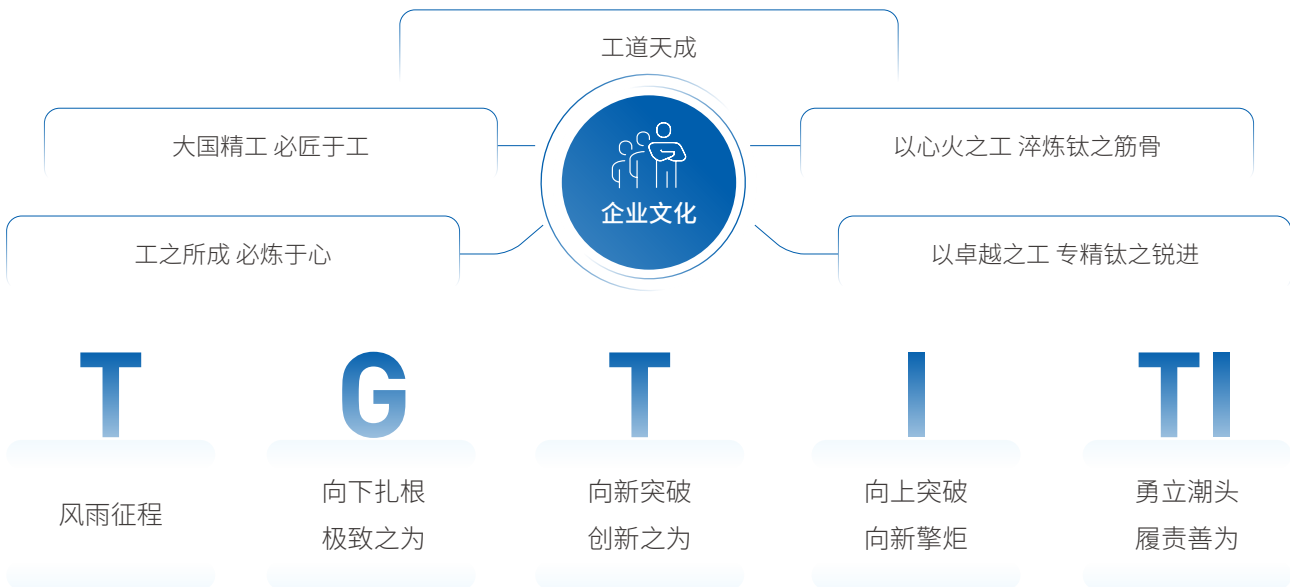 工道天成
大国精工 必匠于工
以心火之工 淬炼钛之筋骨
企业文化
工之所成 必炼于心
以卓越之工 专精钛之锐进
T
G
T
I
TI
风雨征程
向下扎根
极致之为
向新突破
创新之为
向上突破
向新擎炬
勇立潮头
履责善为